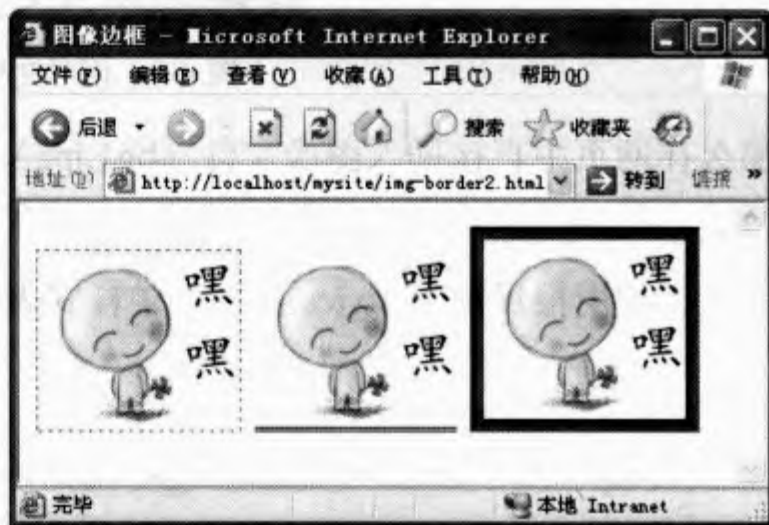 图像边框 - Microsoft Internet Explorer
文件(F) 编辑(E) 查看(V) 收藏(A) 工具(T) 帮助(H)
后退 搜索 收藏夹
地址(D) http://localhost/mysite/img-border2.html 转到 链接 »
嘿 嘿 嘿
嘿 嘿 嘿
完毕 本地 Intranet